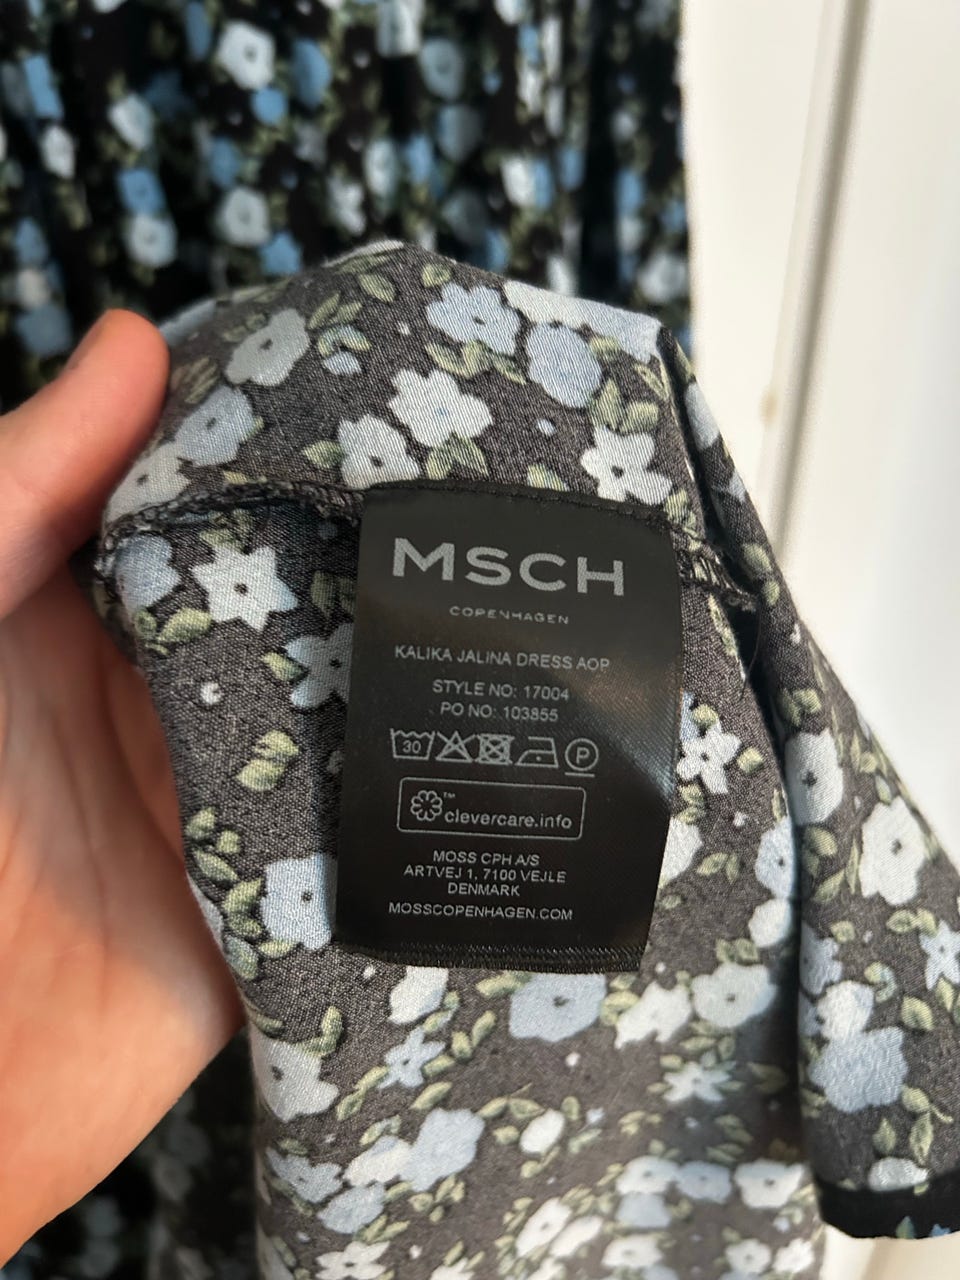 MSCH
COPENHAGEN
KALIKA JALINA DRESS AOP
STYLE NO: 17004
PO NO: 103855
30 P
™
clevercare.info
MOSS CPH A/S
ARTVEJ 1, 7100 VEJLE
DENMARK
MOSSCOPENHAGEN.COM